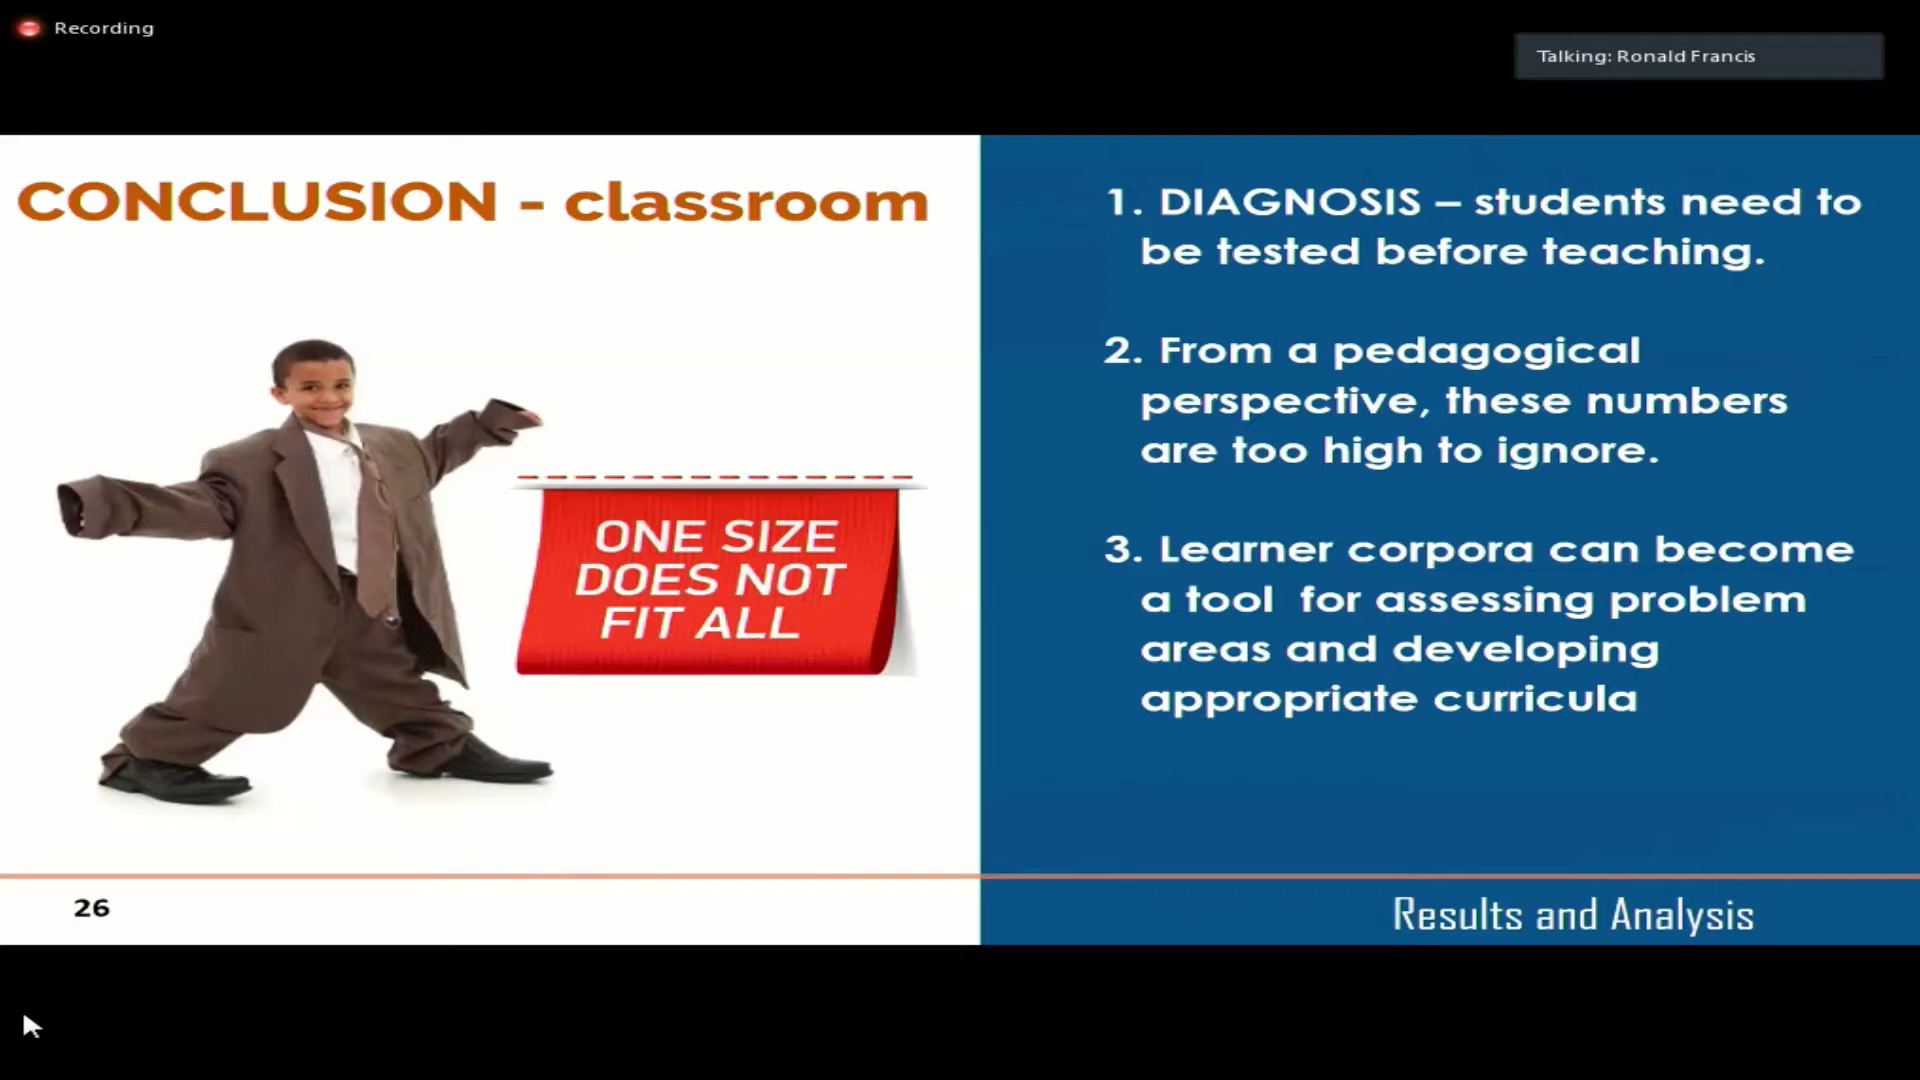 Recording
Talking: Ronald Francis
CONCLUSION - classroom
ONE SIZE
DOES NOT
FIT ALL
1. DIAGNOSIS – students need to
be tested before teaching.
2. From a pedagogical
perspective, these numbers
are too high to ignore.
3. Learner corpora can become
a tool  for assessing problem
areas and developing
appropriate curricula
26
Results and Analysis